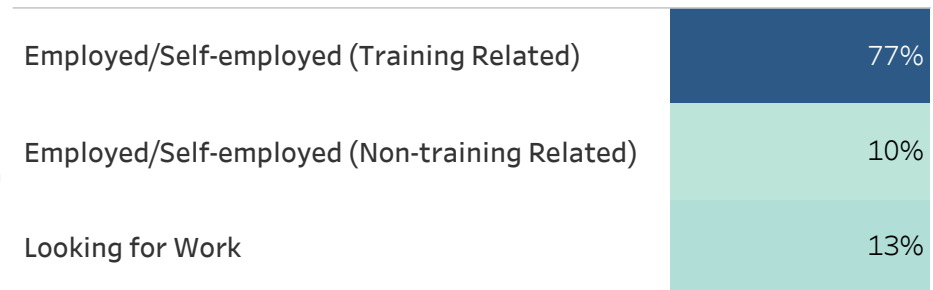 Employed/Self-employed (Training Related) 77%
Employed/Self-employed (Non-training Related) 10%
Looking for Work 13%